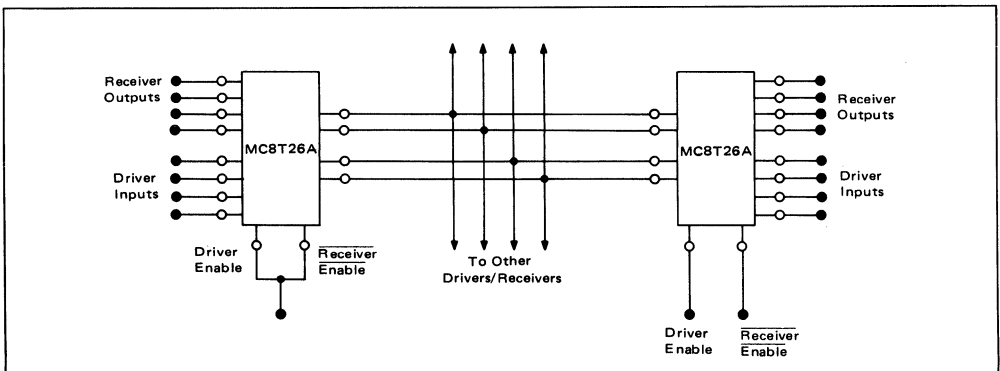 Receiver
Outputs
MC8T26A
Driver
Inputs
Driver
Enable
Receiver
Enable
To Other
Drivers/Receivers
MC8T26A
Receiver
Outputs
Driver
Inputs
Driver
Enable
Receiver
Enable